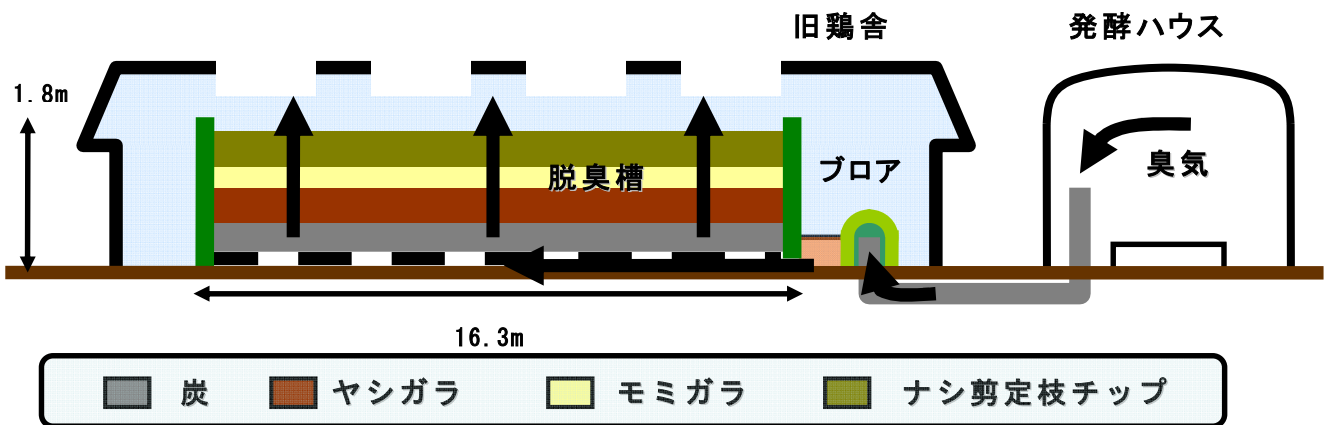 旧鶏舎
発酵ハウス
1.8m
脱臭槽
ブロア
臭気
16.3m
炭
ヤシガラ
モミガラ
ナシ剪定枝チップ